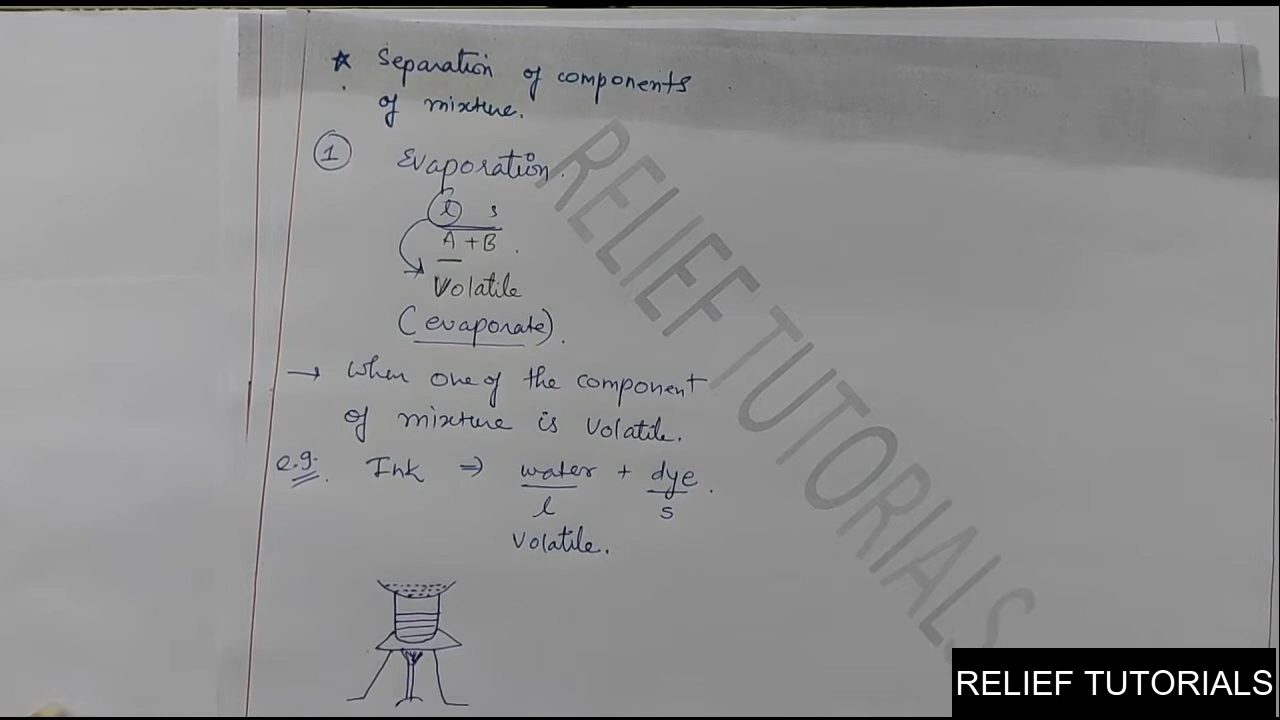 * Separation of components
of mixture.
1 Evaporation.
l s
A + B.
Volatile
(evaporate).
→ When one of the component
of mixture is volatile.
e.g. Ink ⇒ water + dye.
l s
Volatile.
RELIEF TUTORIALS
RELIEF TUTORIALS